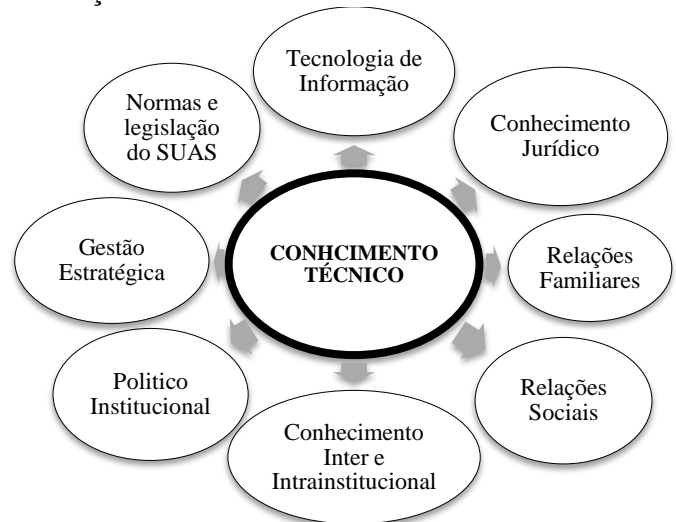 Tecnologia de
Informação
Normas e
legislação
do SUAS
Conhecimento
Jurídico
Gestão
Estratégica
CONHCIMENTO
TÉCNICO
Relações
Familiares
Politico
Institucional
Relações
Sociais
Conhecimento
Inter e
Intrainstitucional